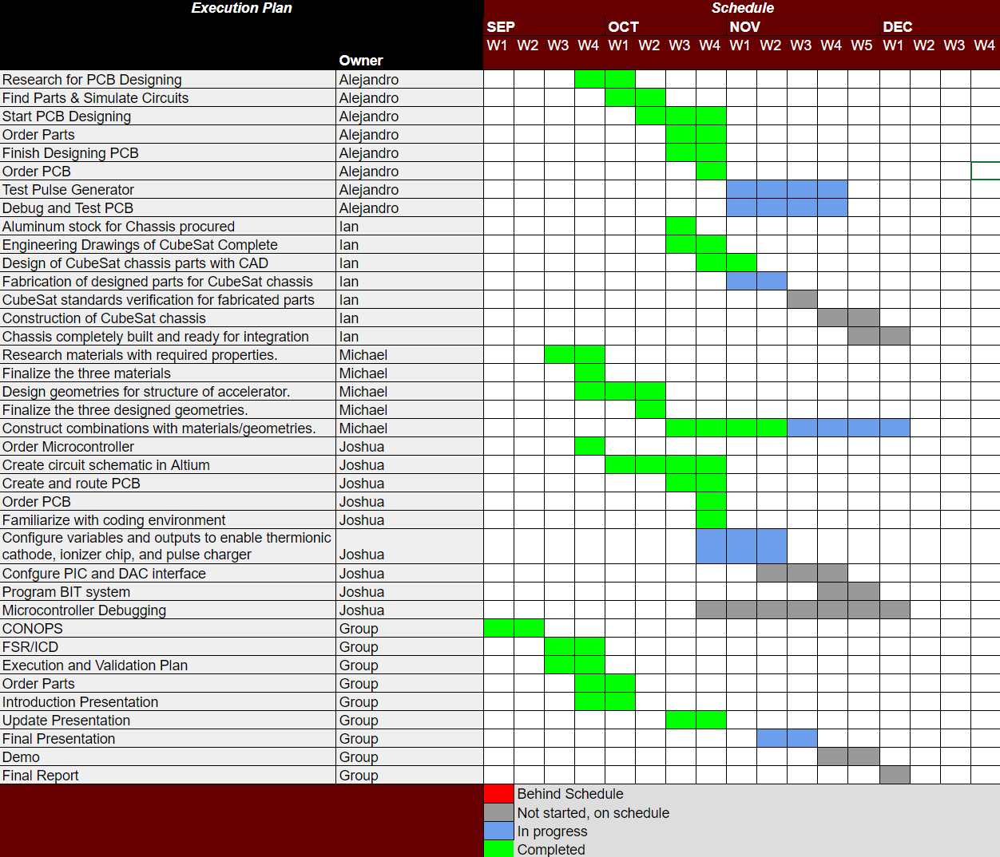 Execution Plan Schedule
SEP OCT NOV DEC
W1 W2 W3 W4 W1 W2 W3 W4 W1 W2 W3 W4 W5 W1 W2 W3 W4
Owner
Research for PCB Designing Alejandro
Find Parts & Simulate Circuits Alejandro
Start PCB Designing Alejandro
Order Parts Alejandro
Finish Designing PCB Alejandro
Order PCB Alejandro
Test Pulse Generator Alejandro
Debug and Test PCB Alejandro
Aluminum stock for Chassis procured Ian
Engineering Drawings of CubeSat Complete Ian
Design of CubeSat chassis parts with CAD Ian
Fabrication of designed parts for CubeSat chassis Ian
CubeSat standards verification for fabricated parts Ian
Construction of CubeSat chassis Ian
Chassis completely built and ready for integration Ian
Research materials with required properties. Michael
Finalize the three materials Michael
Design geometries for structure of accelerator. Michael
Finalize the three designed geometries. Michael
Construct combinations with materials/geometries. Michael
Order Microcontroller Joshua
Create circuit schematic in Altium Joshua
Create and route PCB Joshua
Order PCB Joshua
Familiarize with coding environment Joshua
Configure variables and outputs to enable thermionic
cathode, ionizer chip, and pulse charger Joshua
Confgure PIC and DAC interface Joshua
Program BIT system Joshua
Microcontroller Debugging Joshua
CONOPS Group
FSR/ICD Group
Execution and Validation Plan Group
Order Parts Group
Introduction Presentation Group
Update Presentation Group
Final Presentation Group
Demo Group
Final Report Group
Behind Schedule
Not started, on schedule
In progress
Completed